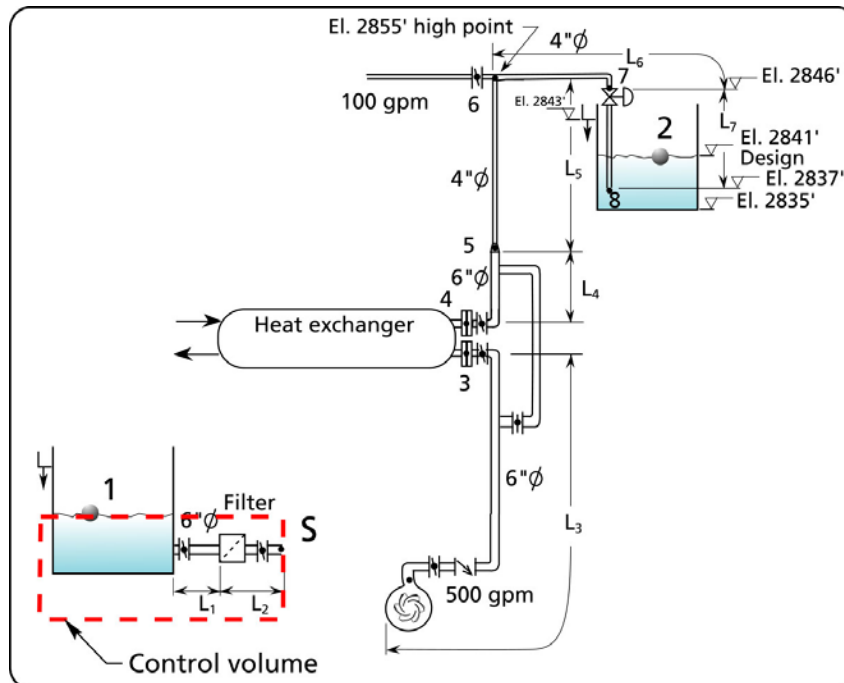 El. 2855' high point
4"Ø
L6
7
El. 2846'
100 gpm
6
El. 2843'
L7
2
El. 2841'
Design
El. 2837'
8
El. 2835'
4"Ø
L5
5
6"Ø
L4
4
Heat exchanger
3
6"Ø
L3
1
6"Ø
Filter
S
L1
L2
500 gpm
Control volume